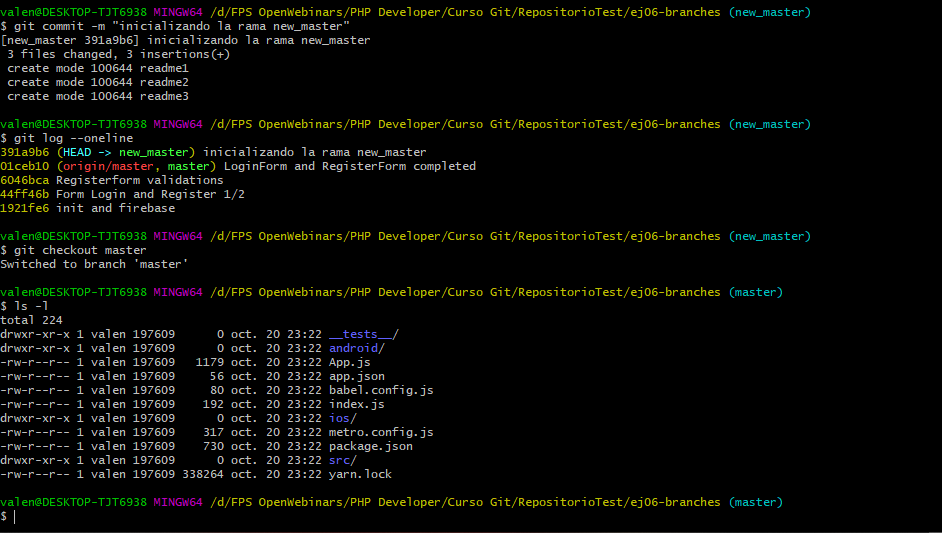 valen@DESKTOP-TJT6938 MINGW64 /d/FPS OpenWebinars/PHP Developer/Curso Git/RepositorioTest/ej06-branches (new_master)
$ git commit -m "inicializando la rama new_master"
[new_master 391a9b6] inicializando la rama new_master
 3 files changed, 3 insertions(+)
 create mode 100644 readme1
 create mode 100644 readme2
 create mode 100644 readme3
valen@DESKTOP-TJT6938 MINGW64 /d/FPS OpenWebinars/PHP Developer/Curso Git/RepositorioTest/ej06-branches (new_master)
$ git log --oneline
391a9b6 (HEAD -> new_master) inicializando la rama new_master
01ceb10 (origin/master, master) LoginForm and RegisterForm completed
6046bca Registerform validations
44ff46b Form Login and Register 1/2
1921fe6 init and firebase
valen@DESKTOP-TJT6938 MINGW64 /d/FPS OpenWebinars/PHP Developer/Curso Git/RepositorioTest/ej06-branches (new_master)
$ git checkout master
Switched to branch 'master'
valen@DESKTOP-TJT6938 MINGW64 /d/FPS OpenWebinars/PHP Developer/Curso Git/RepositorioTest/ej06-branches (master)
$ ls -l
total 224
drwxr-xr-x 1 valen 197609      0 oct. 20 23:22 __tests__/
drwxr-xr-x 1 valen 197609      0 oct. 20 23:22 android/
-rw-r--r-- 1 valen 197609   1179 oct. 20 23:22 App.js
-rw-r--r-- 1 valen 197609     56 oct. 20 23:22 app.json
-rw-r--r-- 1 valen 197609     80 oct. 20 23:22 babel.config.js
-rw-r--r-- 1 valen 197609    192 oct. 20 23:22 index.js
drwxr-xr-x 1 valen 197609      0 oct. 20 23:22 ios/
-rw-r--r-- 1 valen 197609    317 oct. 20 23:22 metro.config.js
-rw-r--r-- 1 valen 197609    730 oct. 20 23:22 package.json
drwxr-xr-x 1 valen 197609      0 oct. 20 23:22 src/
-rw-r--r-- 1 valen 197609 338264 oct. 20 23:22 yarn.lock
valen@DESKTOP-TJT6938 MINGW64 /d/FPS OpenWebinars/PHP Developer/Curso Git/RepositorioTest/ej06-branches (master)
$